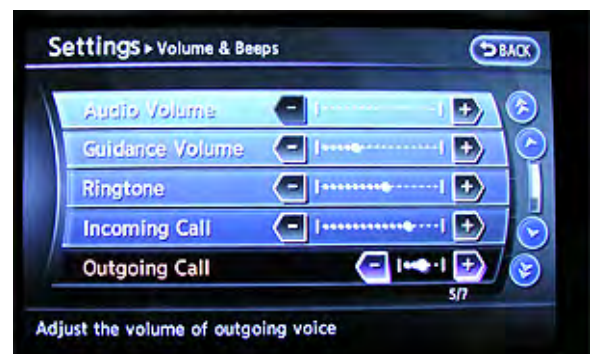 Settings ▸ Volume & Beeps
BACK
Audio Volume - +
Guidance Volume - +
Ringtone - +
Incoming Call - +
Outgoing Call - +
5/7
Adjust the volume of outgoing voice